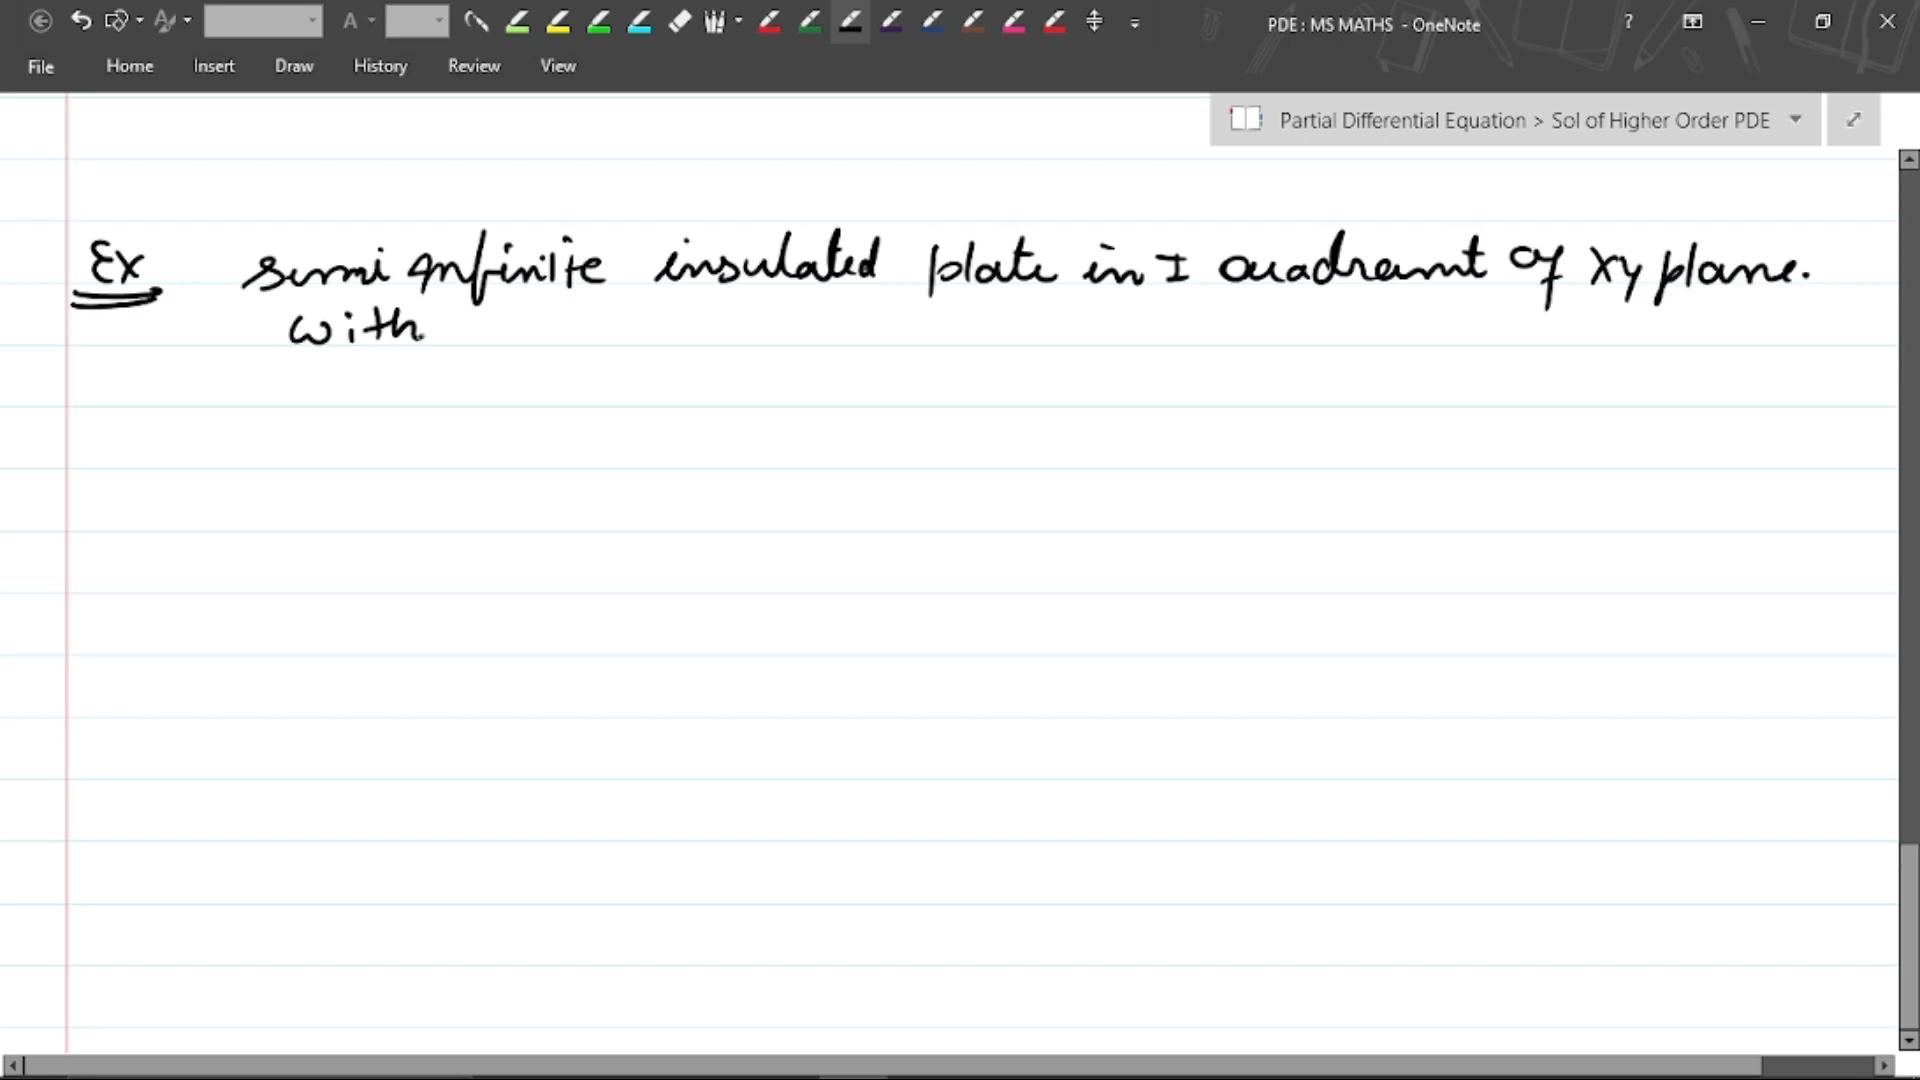 PDE : MS MATHS - OneNote
?
File Home Insert Draw History Review View
Partial Differential Equation > Sol of Higher Order PDE
Ex semi infinite insulated plate in I quadrant of xy plane.
with